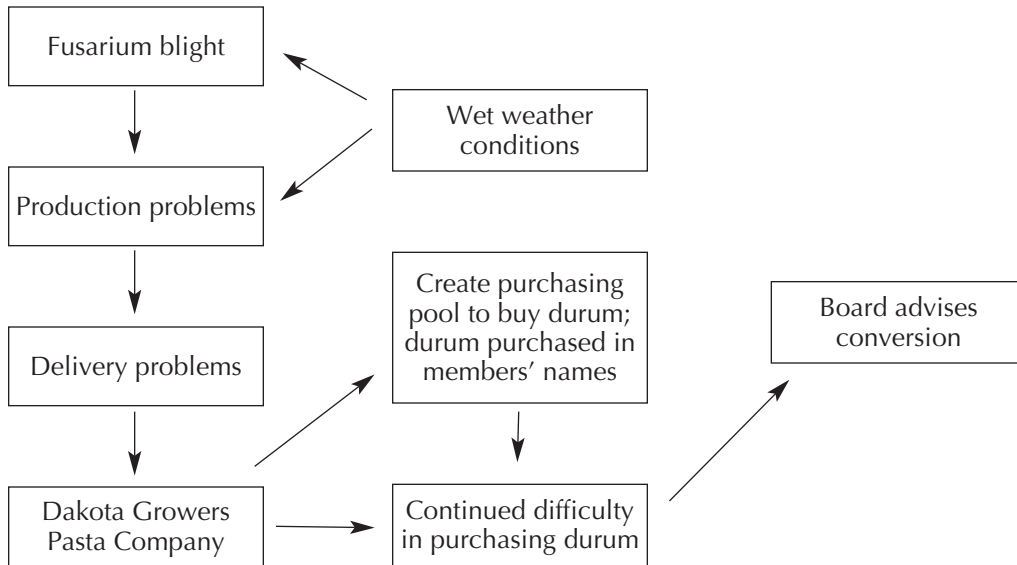 Fusarium blight
Wet weather
conditions
Production problems
Create purchasing
pool to buy durum;
durum purchased in
members’ names
Board advises
conversion
Delivery problems
Dakota Growers
Pasta Company
Continued difficulty
in purchasing durum